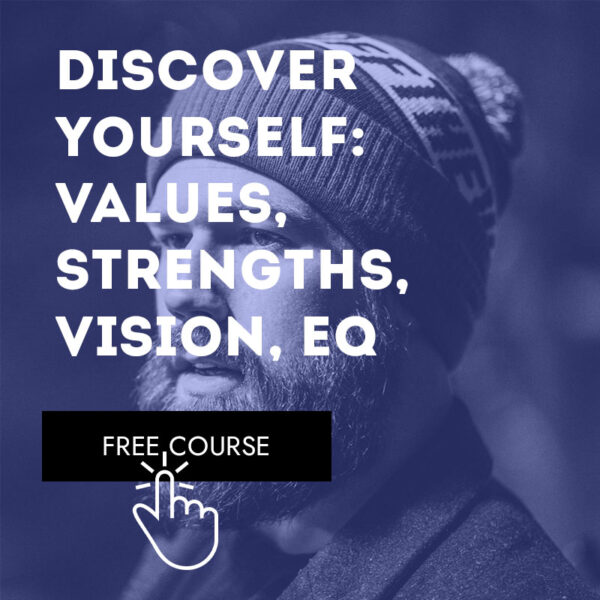 DISCOVER
YOURSELF:
VALUES,
STRENGTHS,
VISION, EQ
FREE COURSE